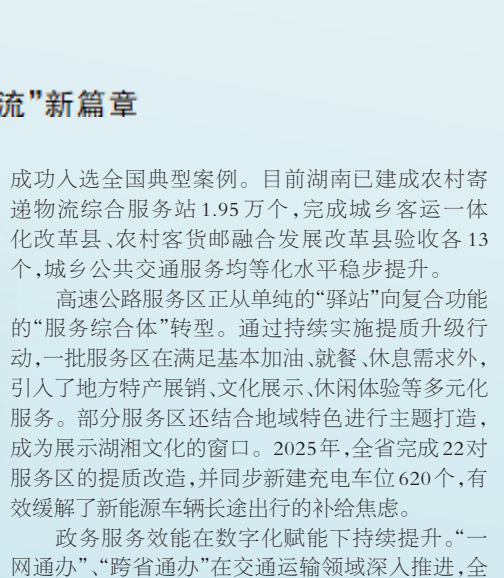 流”新篇章
成功入选全国典型案例。目前湖南已建成农村寄
递物流综合服务站1.95万个,完成城乡客运一体
化改革县、农村客货邮融合发展改革县验收各13
个,城乡公共交通服务均等化水平稳步提升。
高速公路服务区正从单纯的“驿站”向复合功能
的“服务综合体”转型。通过持续实施提质升级行
动,一批服务区在满足基本加油、就餐、休息需求外,
引入了地方特产展销、文化展示、休闲体验等多元化
服务。部分服务区还结合地域特色进行主题打造,
成为展示湖湘文化的窗口。2025年,全省完成22对
服务区的提质改造,并同步新建充电车位620个,有
效缓解了新能源车辆长途出行的补给焦虑。
政务服务效能在数字化赋能下持续提升。“一
网通办”、“跨省通办”在交通运输领域深入推进,全